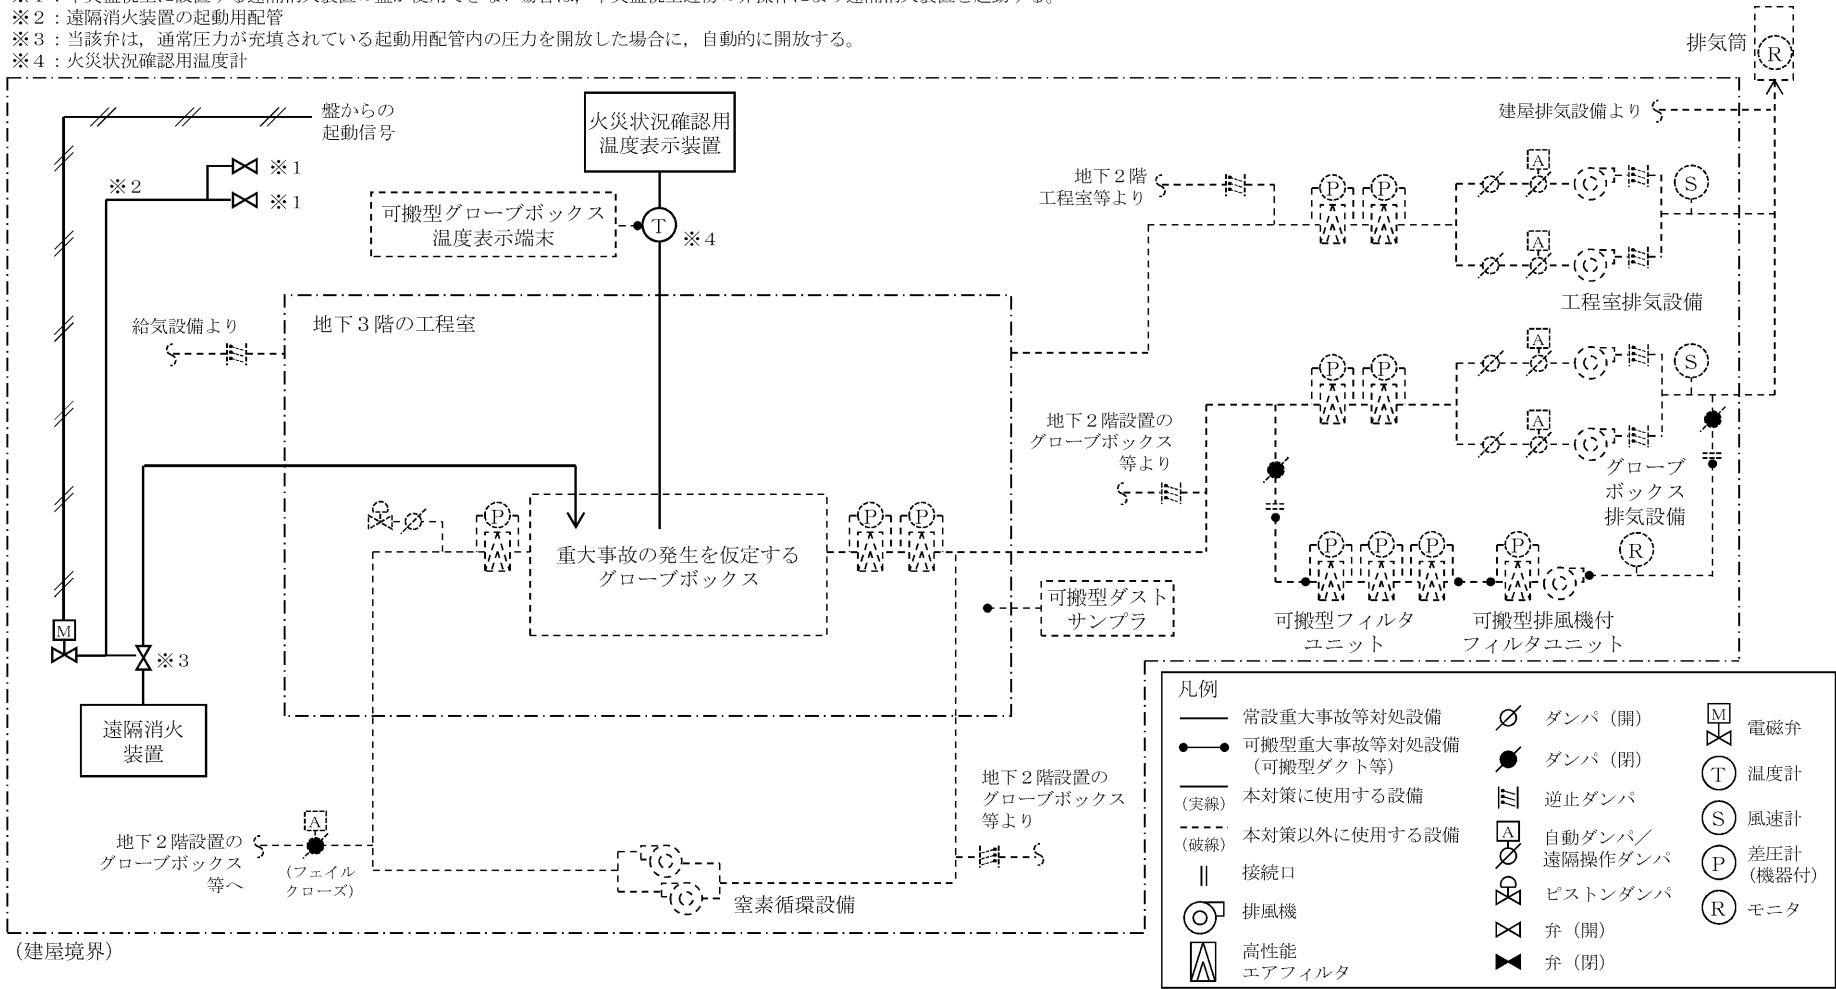 ※2：遠隔消火装置の起動用配管
※3：当該弁は，通常圧力が充填されている起動用配管内の圧力を開放した場合に，自動的に開放する。
※4：火災状況確認用温度計
排気筒
R
盤からの
起動信号
火災状況確認用
温度表示装置
建屋排気設備より
※1
※2
※1
可搬型グローブボックス
温度表示端末
T
※4
地下2階
工程室等より
P
P
A
S
A
工程室排気設備
給気設備より
地下3階の工程室
P
P
A
S
A
地下2階設置の
グローブボックス
等より
グローブ
ボックス
排気設備
P
重大事故の発生を仮定する
グローブボックス
P
P
P
P
P
P
R
可搬型ダスト
サンプラ
可搬型フィルタ
ユニット
可搬型排風機付
フィルタユニット
M
※3
遠隔消火
装置
地下2階設置の
グローブボックス
等より
A
地下2階設置の
グローブボックス
等へ
（フェイル
クローズ）
窒素循環設備
（建屋境界）
凡例
常設重大事故等対処設備
可搬型重大事故等対処設備
（可搬型ダクト等）
（実線）
本対策に使用する設備
（破線）
本対策以外に使用する設備
接続口
排風機
高性能
エアフィルタ
ダンパ（開）
ダンパ（閉）
逆止ダンパ
A
自動ダンパ／
遠隔操作ダンパ
ピストンダンパ
弁（開）
弁（閉）
M
電磁弁
T
温度計
S
風速計
P
差圧計
（機器付）
R
モニタ